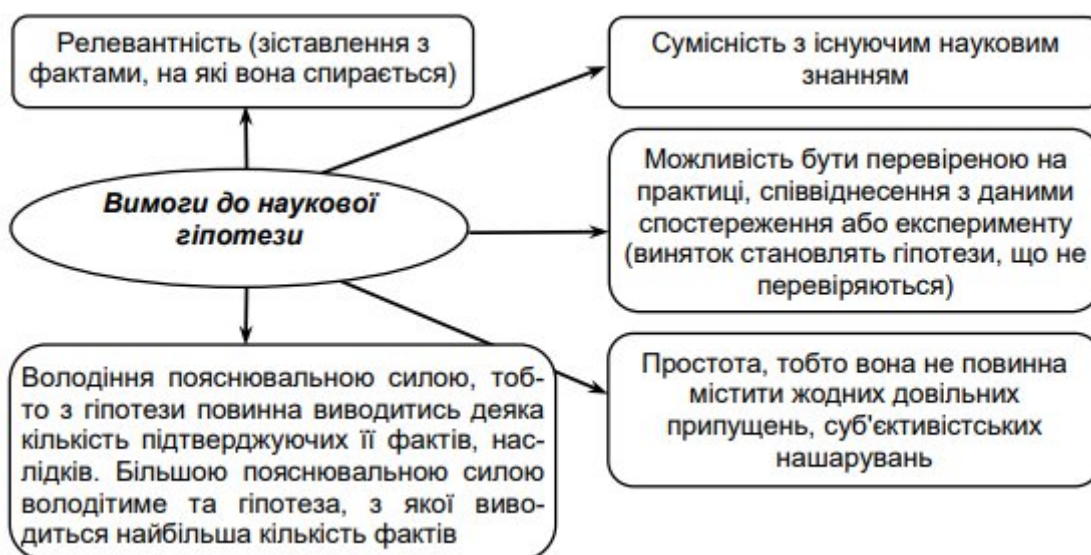 Релевантність (зіставлення з
фактами, на які вона спирається)
Сумісність з існуючим науковим
знанням
Вимоги до наукової
гіпотези
Можливість бути перевіреною на
практиці, співвіднесення з даними
спостереження або експерименту
(виняток становлять гіпотези, що не
перевіряються)
Володіння пояснювальною силою, тоб-
то з гіпотези повинна виводитись деяка
кількість підтверджуючих її фактів, нас-
лідків. Більшою пояснювальною силою
володітиме та гіпотеза, з якої виво-
диться найбільша кількість фактів
Простота, тобто вона не повинна
містити жодних довільних
припущень, суб'єктивістських
нашарувань